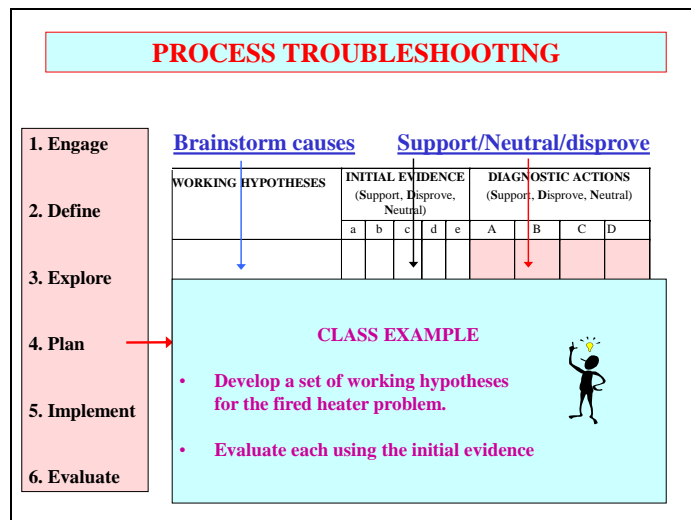 PROCESS TROUBLESHOOTING
1. Engage
2. Define
3. Explore
4. Plan
5. Implement
6. Evaluate
Brainstorm causes
Support/Neutral/disprove
WORKING HYPOTHESES
INITIAL EVIDENCE
(Support, Disprove,
Neutral)
DIAGNOSTIC ACTIONS
(Support, Disprove, Neutral)
a b c d e A B C D
CLASS EXAMPLE
• Develop a set of working hypotheses
for the fired heater problem.
• Evaluate each using the initial evidence